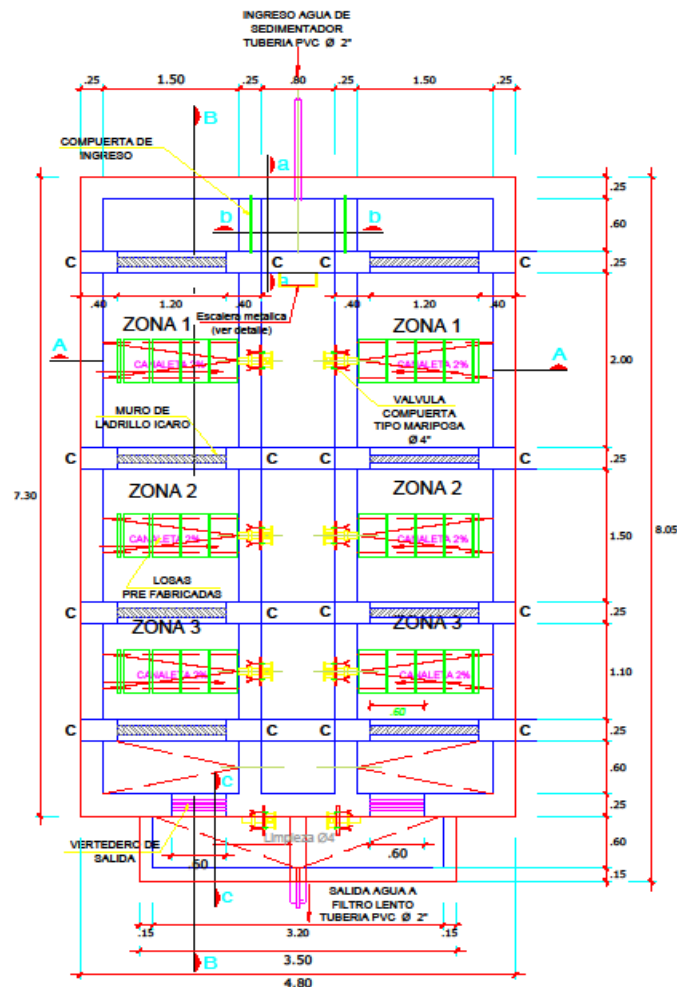 INGRESO AGUA DE
SEDIMENTADOR
TUBERIA PVC Ø 2"
.25
1.50
.25
.80
.25
1.50
.25
B
COMPUERTA DE
INGRESO
a
.25
.60
b
b
C
C
C
C
.25
a
.40
1.20
.40
Escalera metalica
(ver detalle)
.40
1.20
.40
ZONA 1
ZONA 1
A
CANALETA 2%
CANALETA 2%
A
2.00
MURO DE
LADRILLO ICARO
VALVULA
COMPUERTA
TIPO MARIPOSA
Ø 4"
C
C
C
C
.25
7.30
8.05
ZONA 2
ZONA 2
CANALETA 2%
CANALETA 2%
1.50
LOSAS
PRE FABRICADAS
C
C
C
C
.25
ZONA 3
ZONA 3
CANALETA 2%
CANALETA 2%
1.10
.60
C
C
C
C
.25
.60
c
.25
VERTEDERO DE
SALIDA
Limpieza Ø4"
.60
.60
.60
.15
c
SALIDA AGUA A
FILTRO LENTO
TUBERIA PVC Ø 2"
.15
3.20
.15
B
3.50
4.80